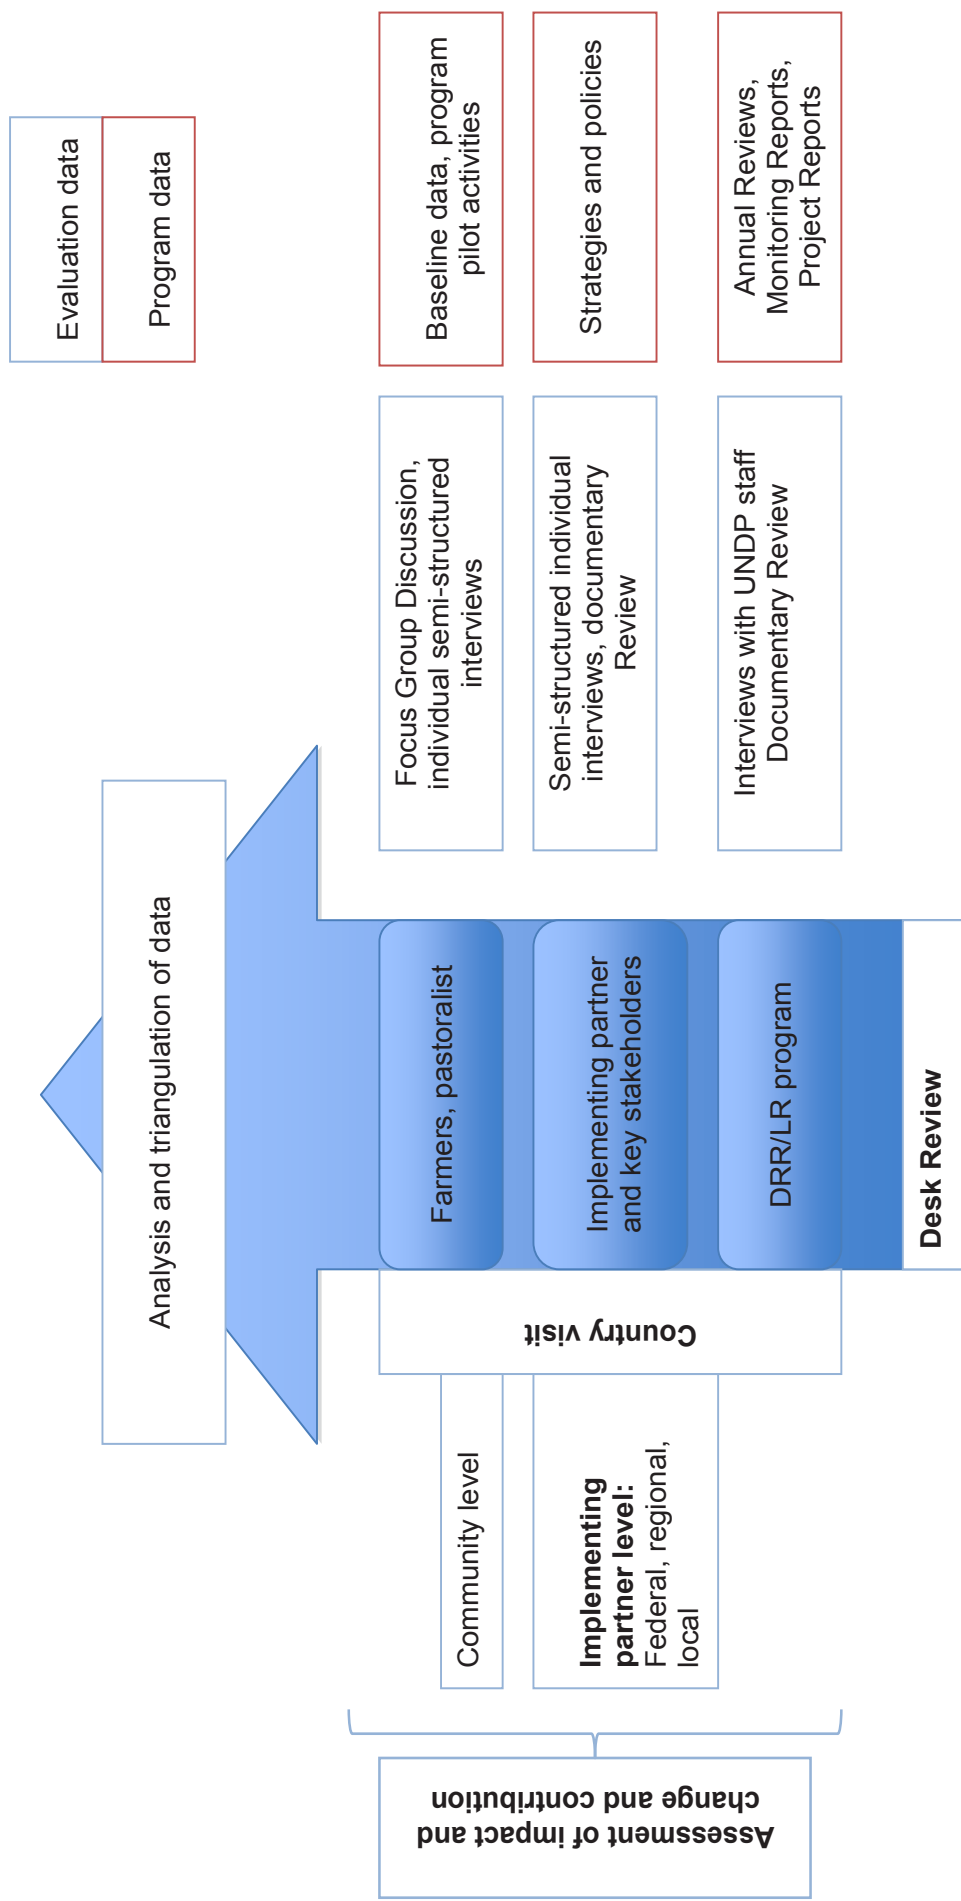 Evaluation data
Program data
Analysis and triangulation of data
Assessment of impact and
change and contribution
Community level
Implementing
partner level:
Federal, regional,
local
Country visit
Farmers, pastoralist
Implementing partner
and key stakeholders
DRR/LR program
Desk Review
Focus Group Discussion,
individual semi-structured
interviews
Semi-structured individual
interviews, documentary
Review
Interviews with UNDP staff
Documentary Review
Baseline data, program
pilot activities
Strategies and policies
Annual Reviews,
Monitoring Reports,
Project Reports